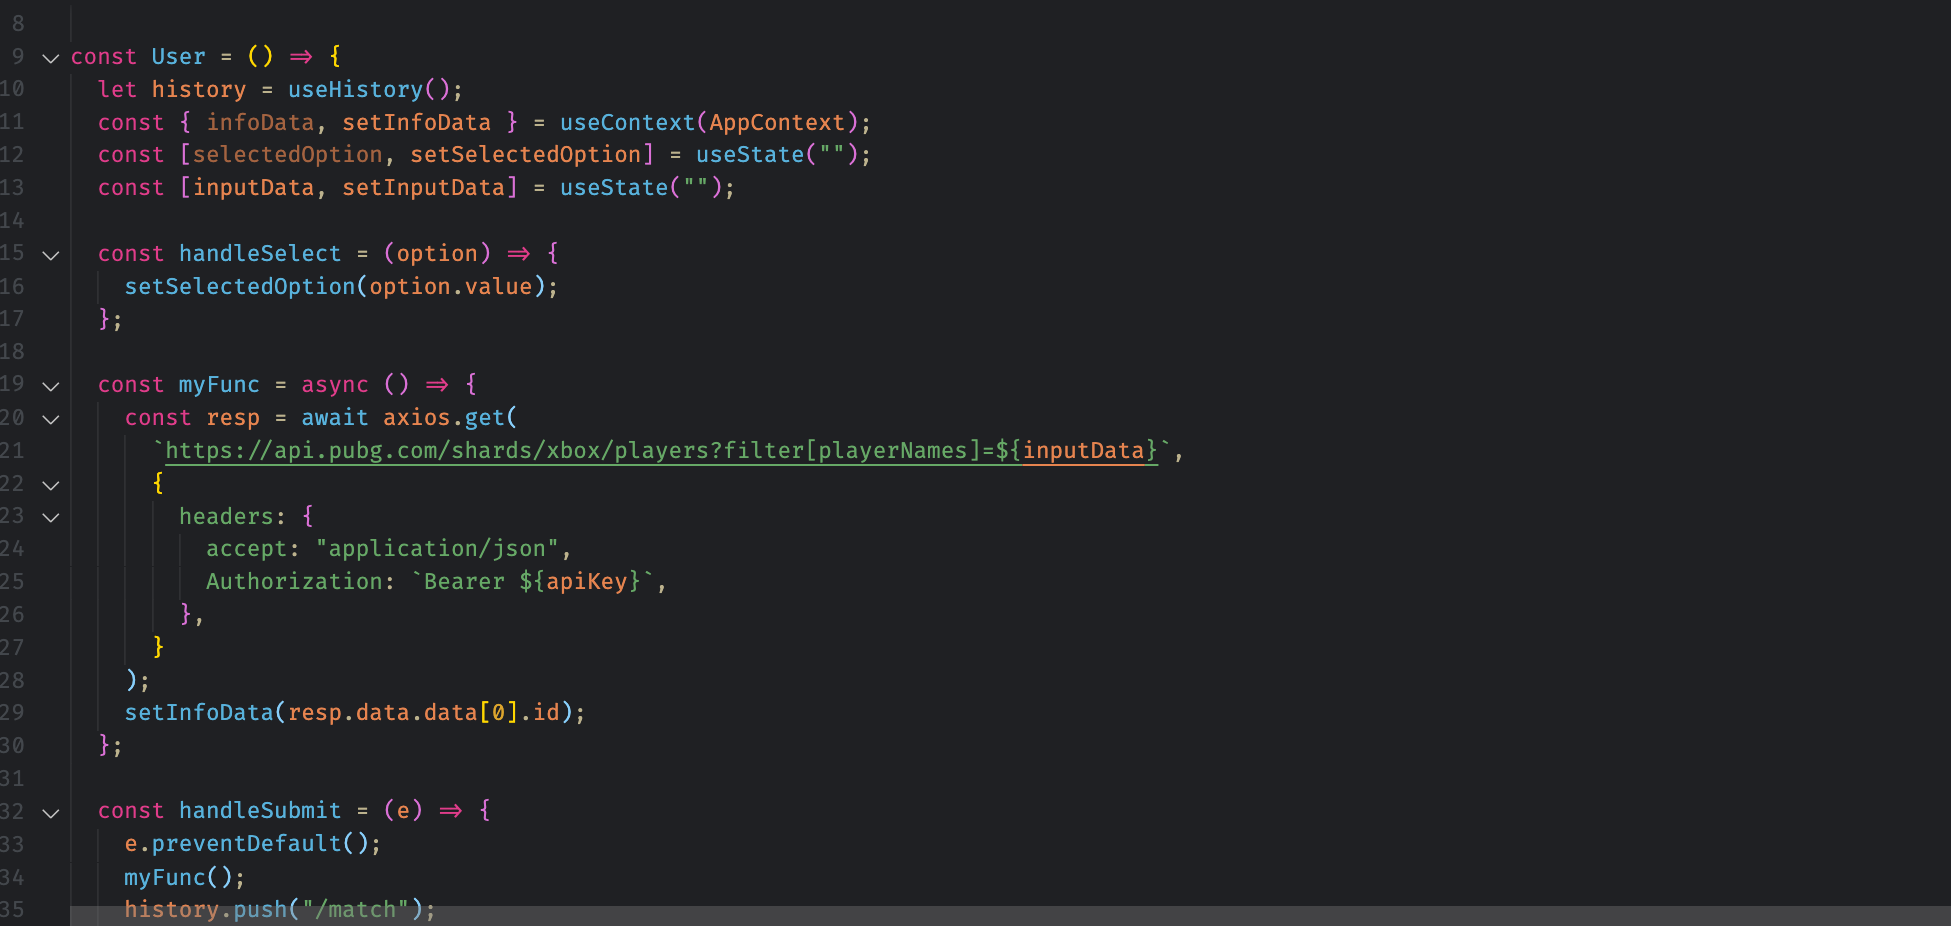 8
9 const User = () => {
10 let history = useHistory();
11 const { infoData, setInfoData } = useContext(AppContext);
12 const [selectedOption, setSelectedOption] = useState("");
13 const [inputData, setInputData] = useState("");
14
15 const handleSelect = (option) => {
16 setSelectedOption(option.value);
17 };
18
19 const myFunc = async () => {
20 const resp = await axios.get(
21 `https://api.pubg.com/shards/xbox/players?filter[playerNames]=${inputData}`,
22 {
23 headers: {
24 accept: "application/json",
25 Authorization: `Bearer ${apiKey}`,
26 },
27 }
28 );
29 setInfoData(resp.data.data[0].id);
30 };
31
32 const handleSubmit = (e) => {
33 e.preventDefault();
34 myFunc();
35 history.push("/match");